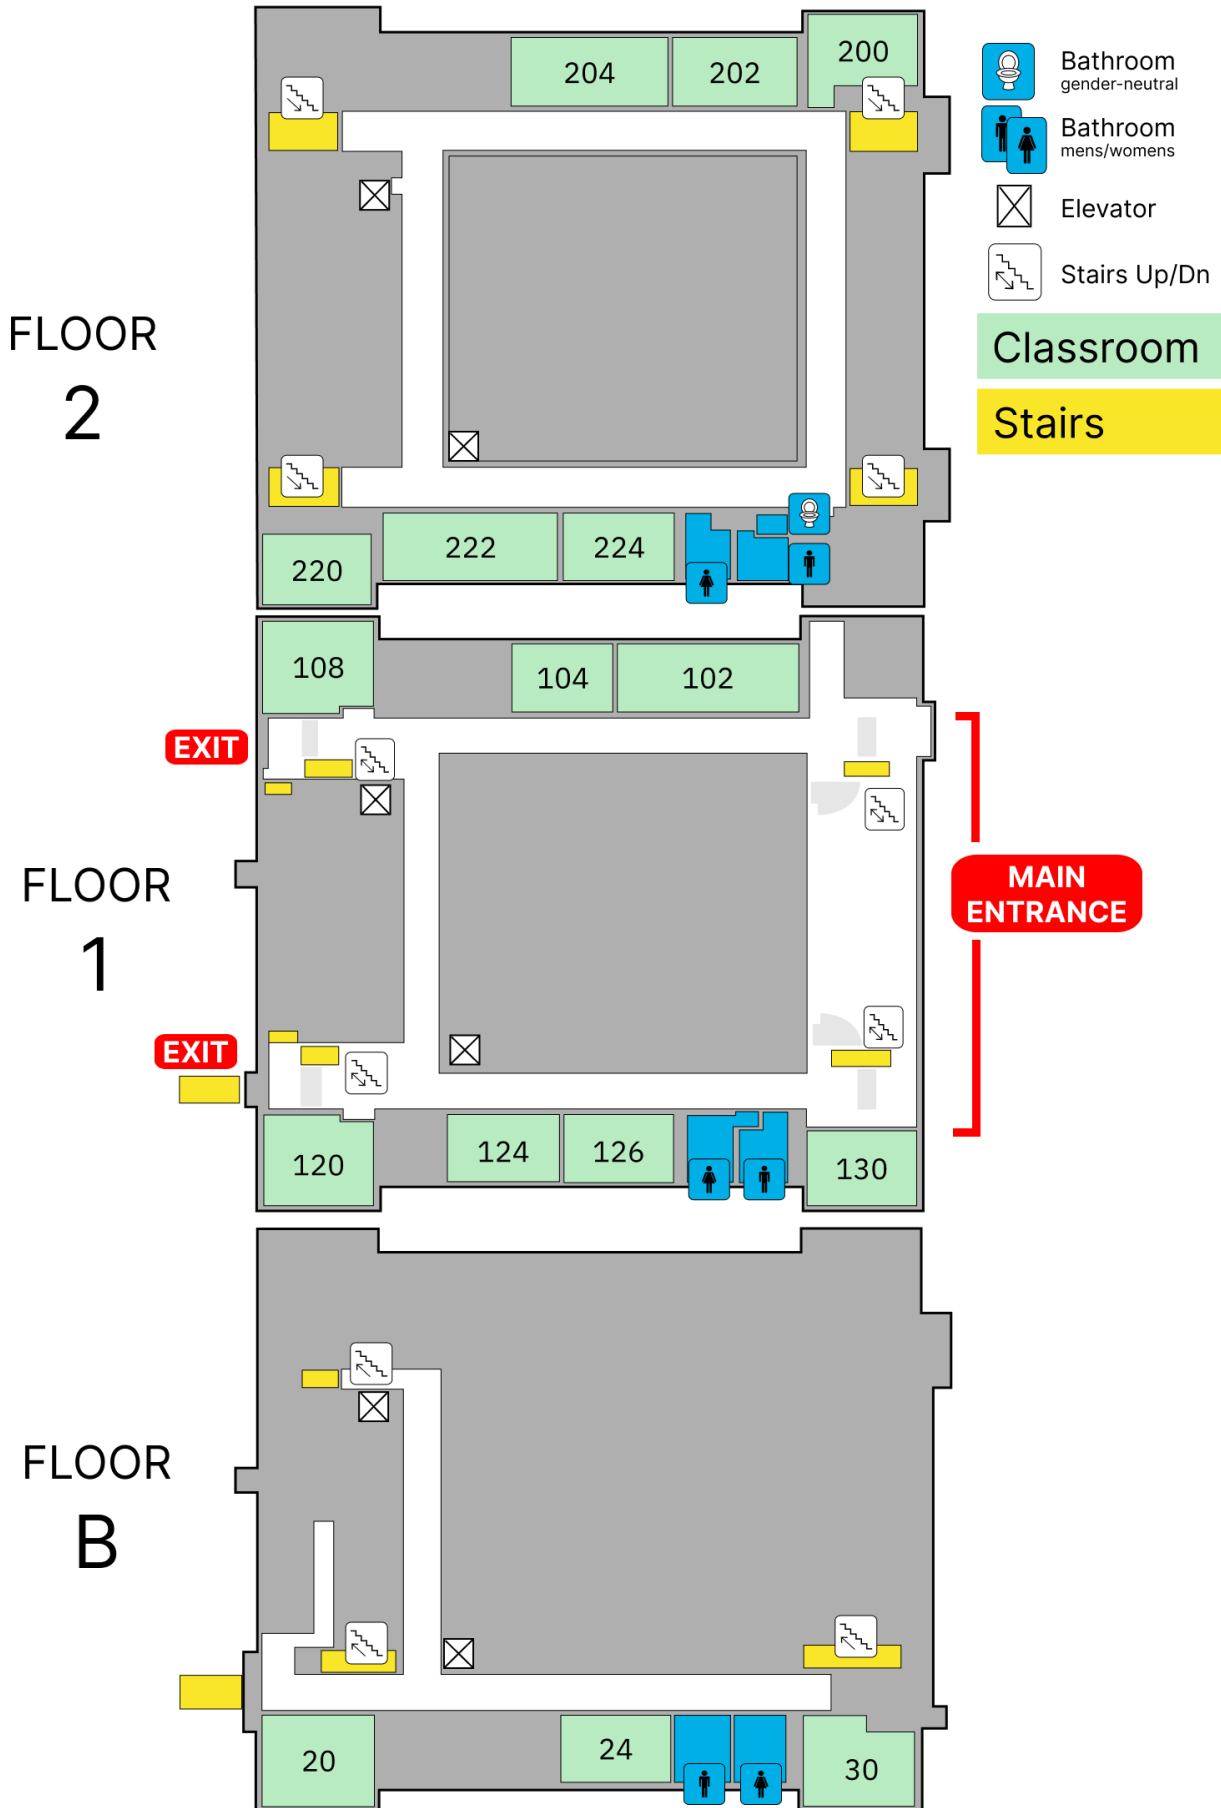 204
202
200
Bathroom
gender-neutral
Bathroom
mens/womens
Elevator
Stairs Up/Dn
Classroom
Stairs
FLOOR
2
222
224
220
108
104
102
EXIT
FLOOR
1
MAIN
ENTRANCE
EXIT
124
126
120
130
FLOOR
B
20
24
30